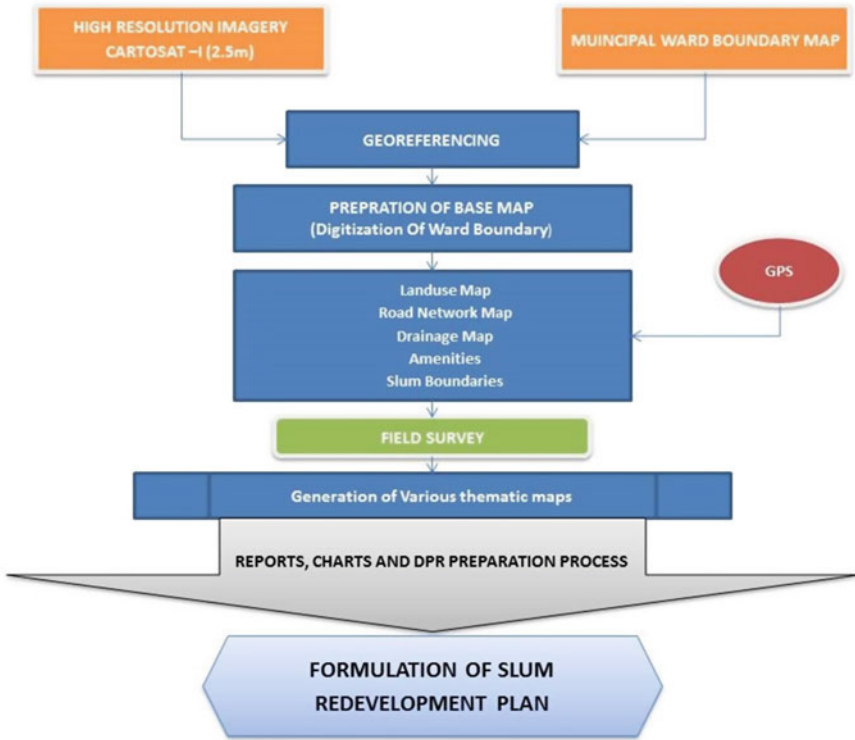 HIGH RESOLUTION IMAGERY
CARTOSAT –I (2.5m)
MUINCIPAL WARD BOUNDARY MAP
GEOREFERENCING
PREPRATION OF BASE MAP
(Digitization Of Ward Boundary)
GPS
Landuse Map
Road Network Map
Drainage Map
Amenities
Slum Boundaries
FIELD SURVEY
Generation of Various thematic maps
REPORTS, CHARTS AND DPR PREPARATION PROCESS
FORMULATION OF SLUM
REDEVELOPMENT PLAN